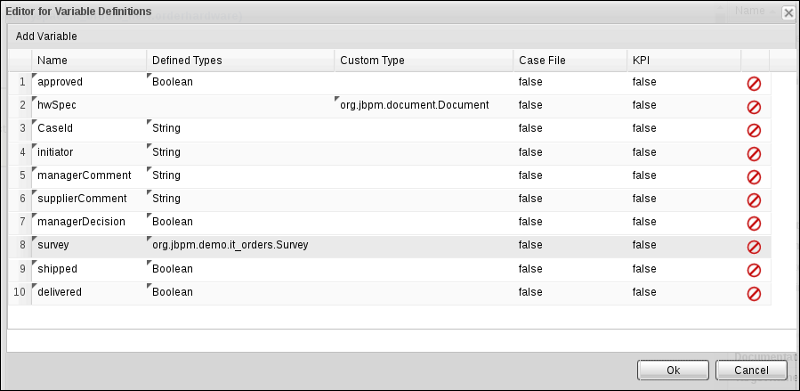 Editor for Variable Definitions
Name
Add Variable
Name Defined Types Custom Type Case File KPI
1 approved Boolean false false
2 hwSpec org.jbpm.document.Document false false
3 CaseId String false false
4 initiator String false false
5 managerComment String false false
6 supplierComment String false false
7 managerDecision Boolean false false
8 survey org.jbpm.demo.it_orders.Survey false false
9 shipped Boolean false false
10 delivered Boolean false false
Ok Cancel